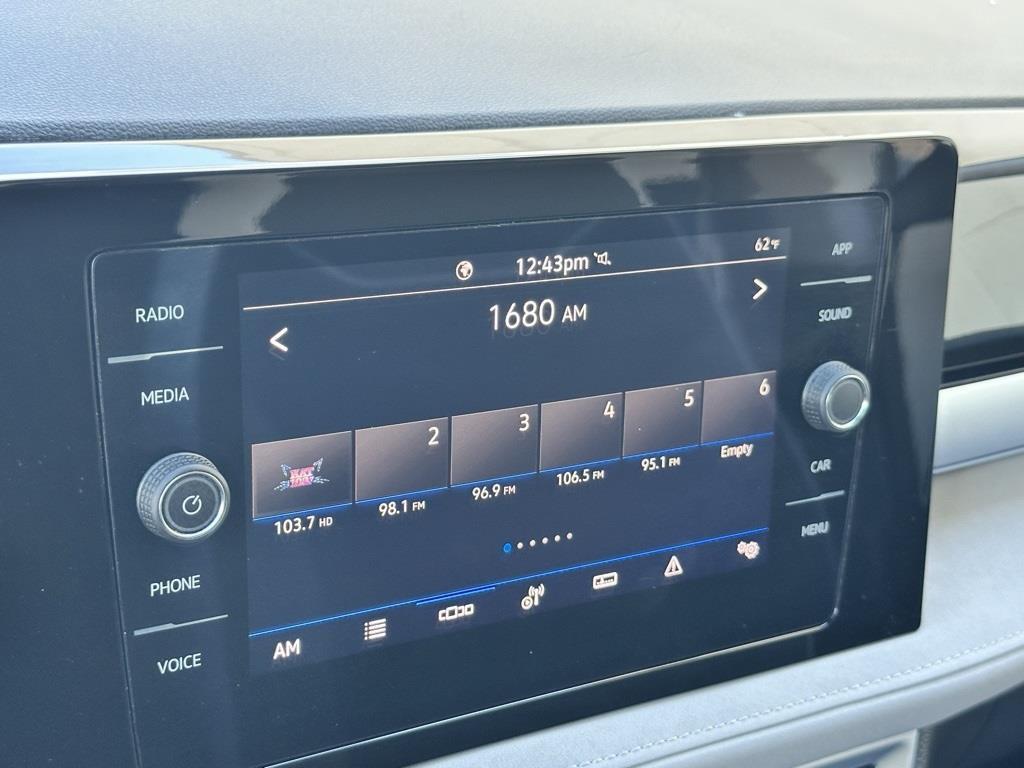 12:43pm
62°F
1680 AM
RADIO
MEDIA
PHONE
VOICE
APP
SOUND
CAR
MENU
2
3
4
5
6
103.7 HD
98.1 FM
96.9 FM
106.5 FM
95.1 FM
Empty
AM